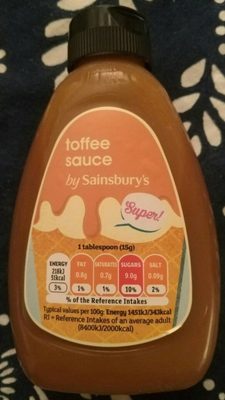 toffee
sauce
by Sainsbury's
Super!
1 tablespoon (15g)
ENERGY FAT SATURATES SUGARS SALT
218kJ 0.8g 0.7g 9.0g 0.09g
51kcal
3% 1% 1% 10% 2%
% of the Reference Intakes
Typical values per 100g: Energy 1451kJ/343kcal
RI = Reference Intakes of an average adult
(8400kJ/2000kcal)